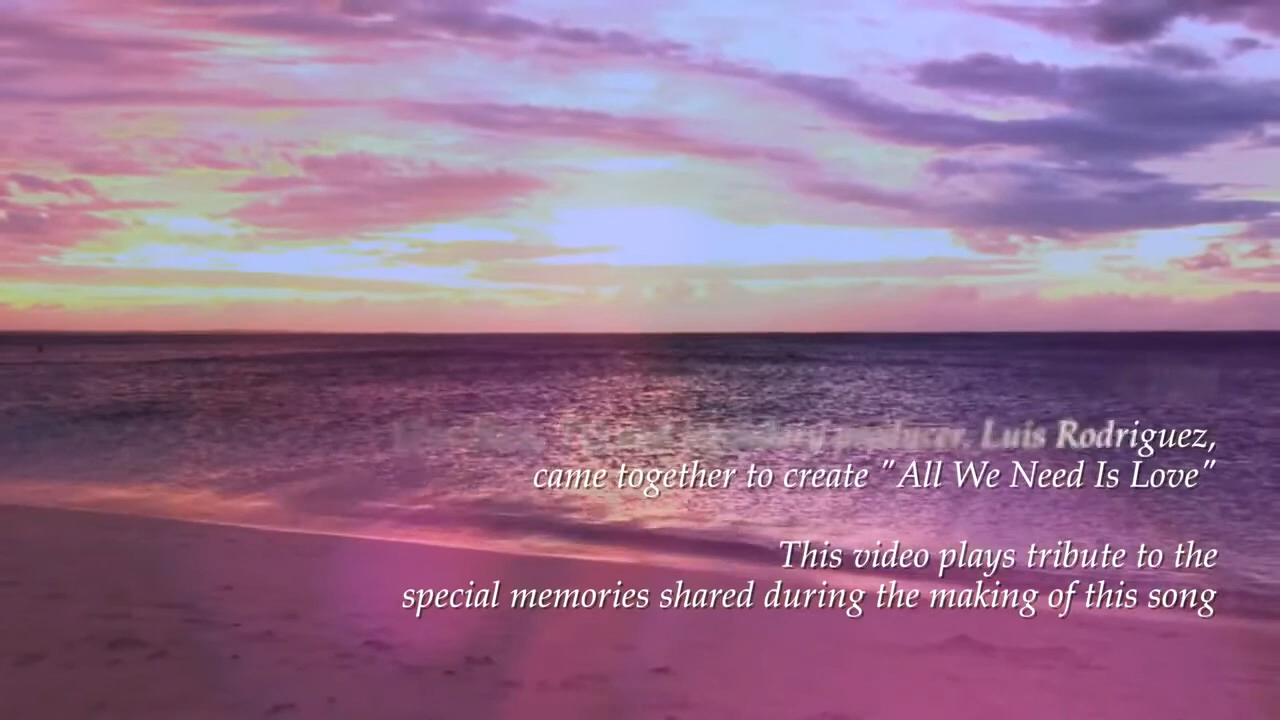 producer, Luis Rodriguez,
came together to create "All We Need Is Love"
This video plays tribute to the
special memories shared during the making of this song